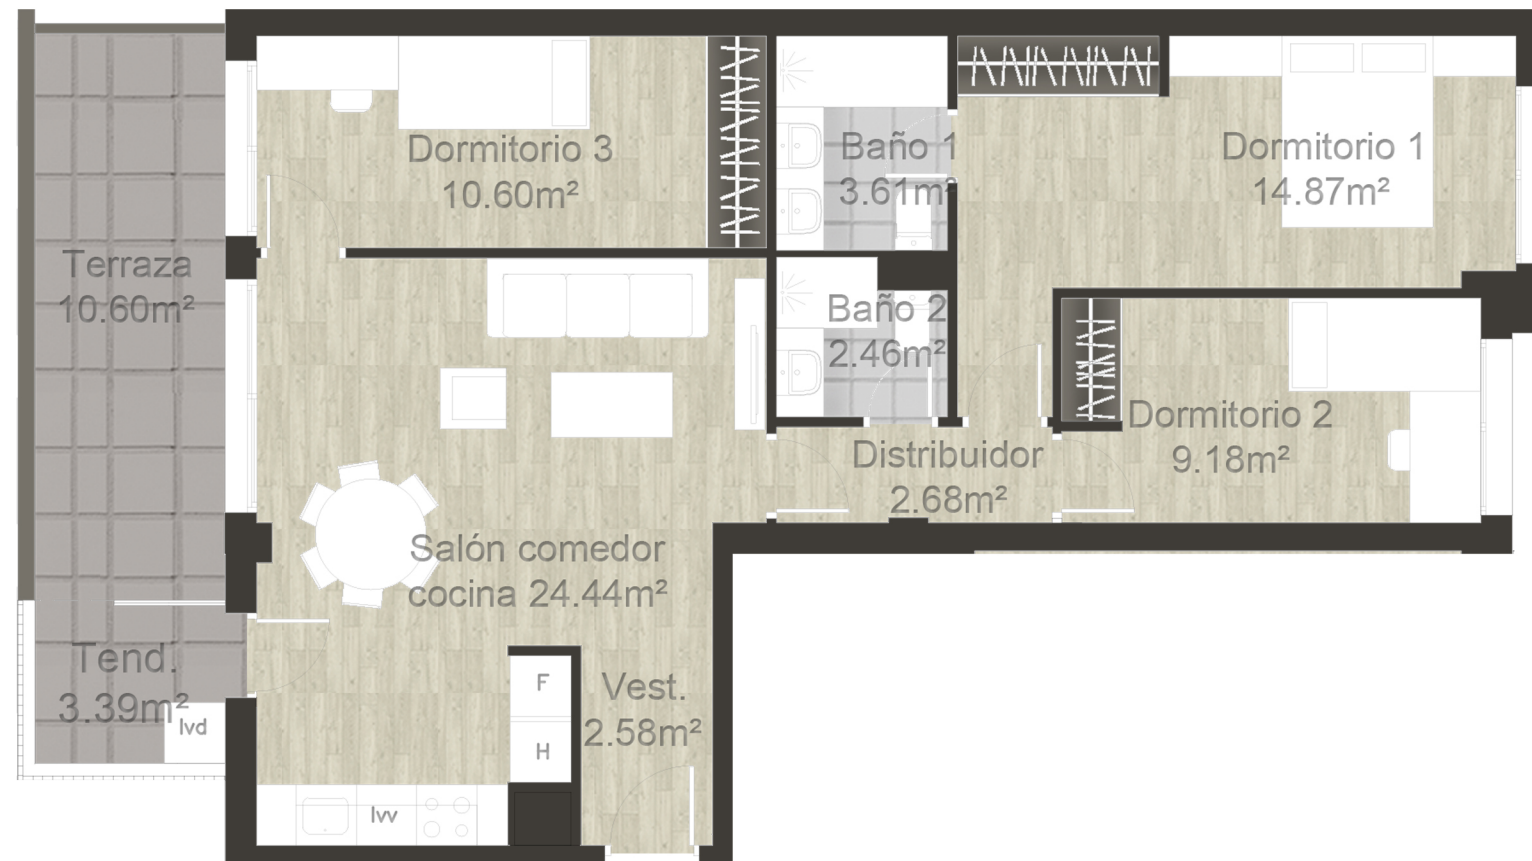 Dormitorio 3
10.60m²
Baño 1
3.61m²
Dormitorio 1
14.87m²
Terraza
10.60m²
Baño 2
2.46m²
Dormitorio 2
9.18m²
Distribuidor
2.68m²
Salón comedor
cocina 24.44m²
Tend.
3.39m²
lvd
F
H
Vest.
2.58m²
lvv